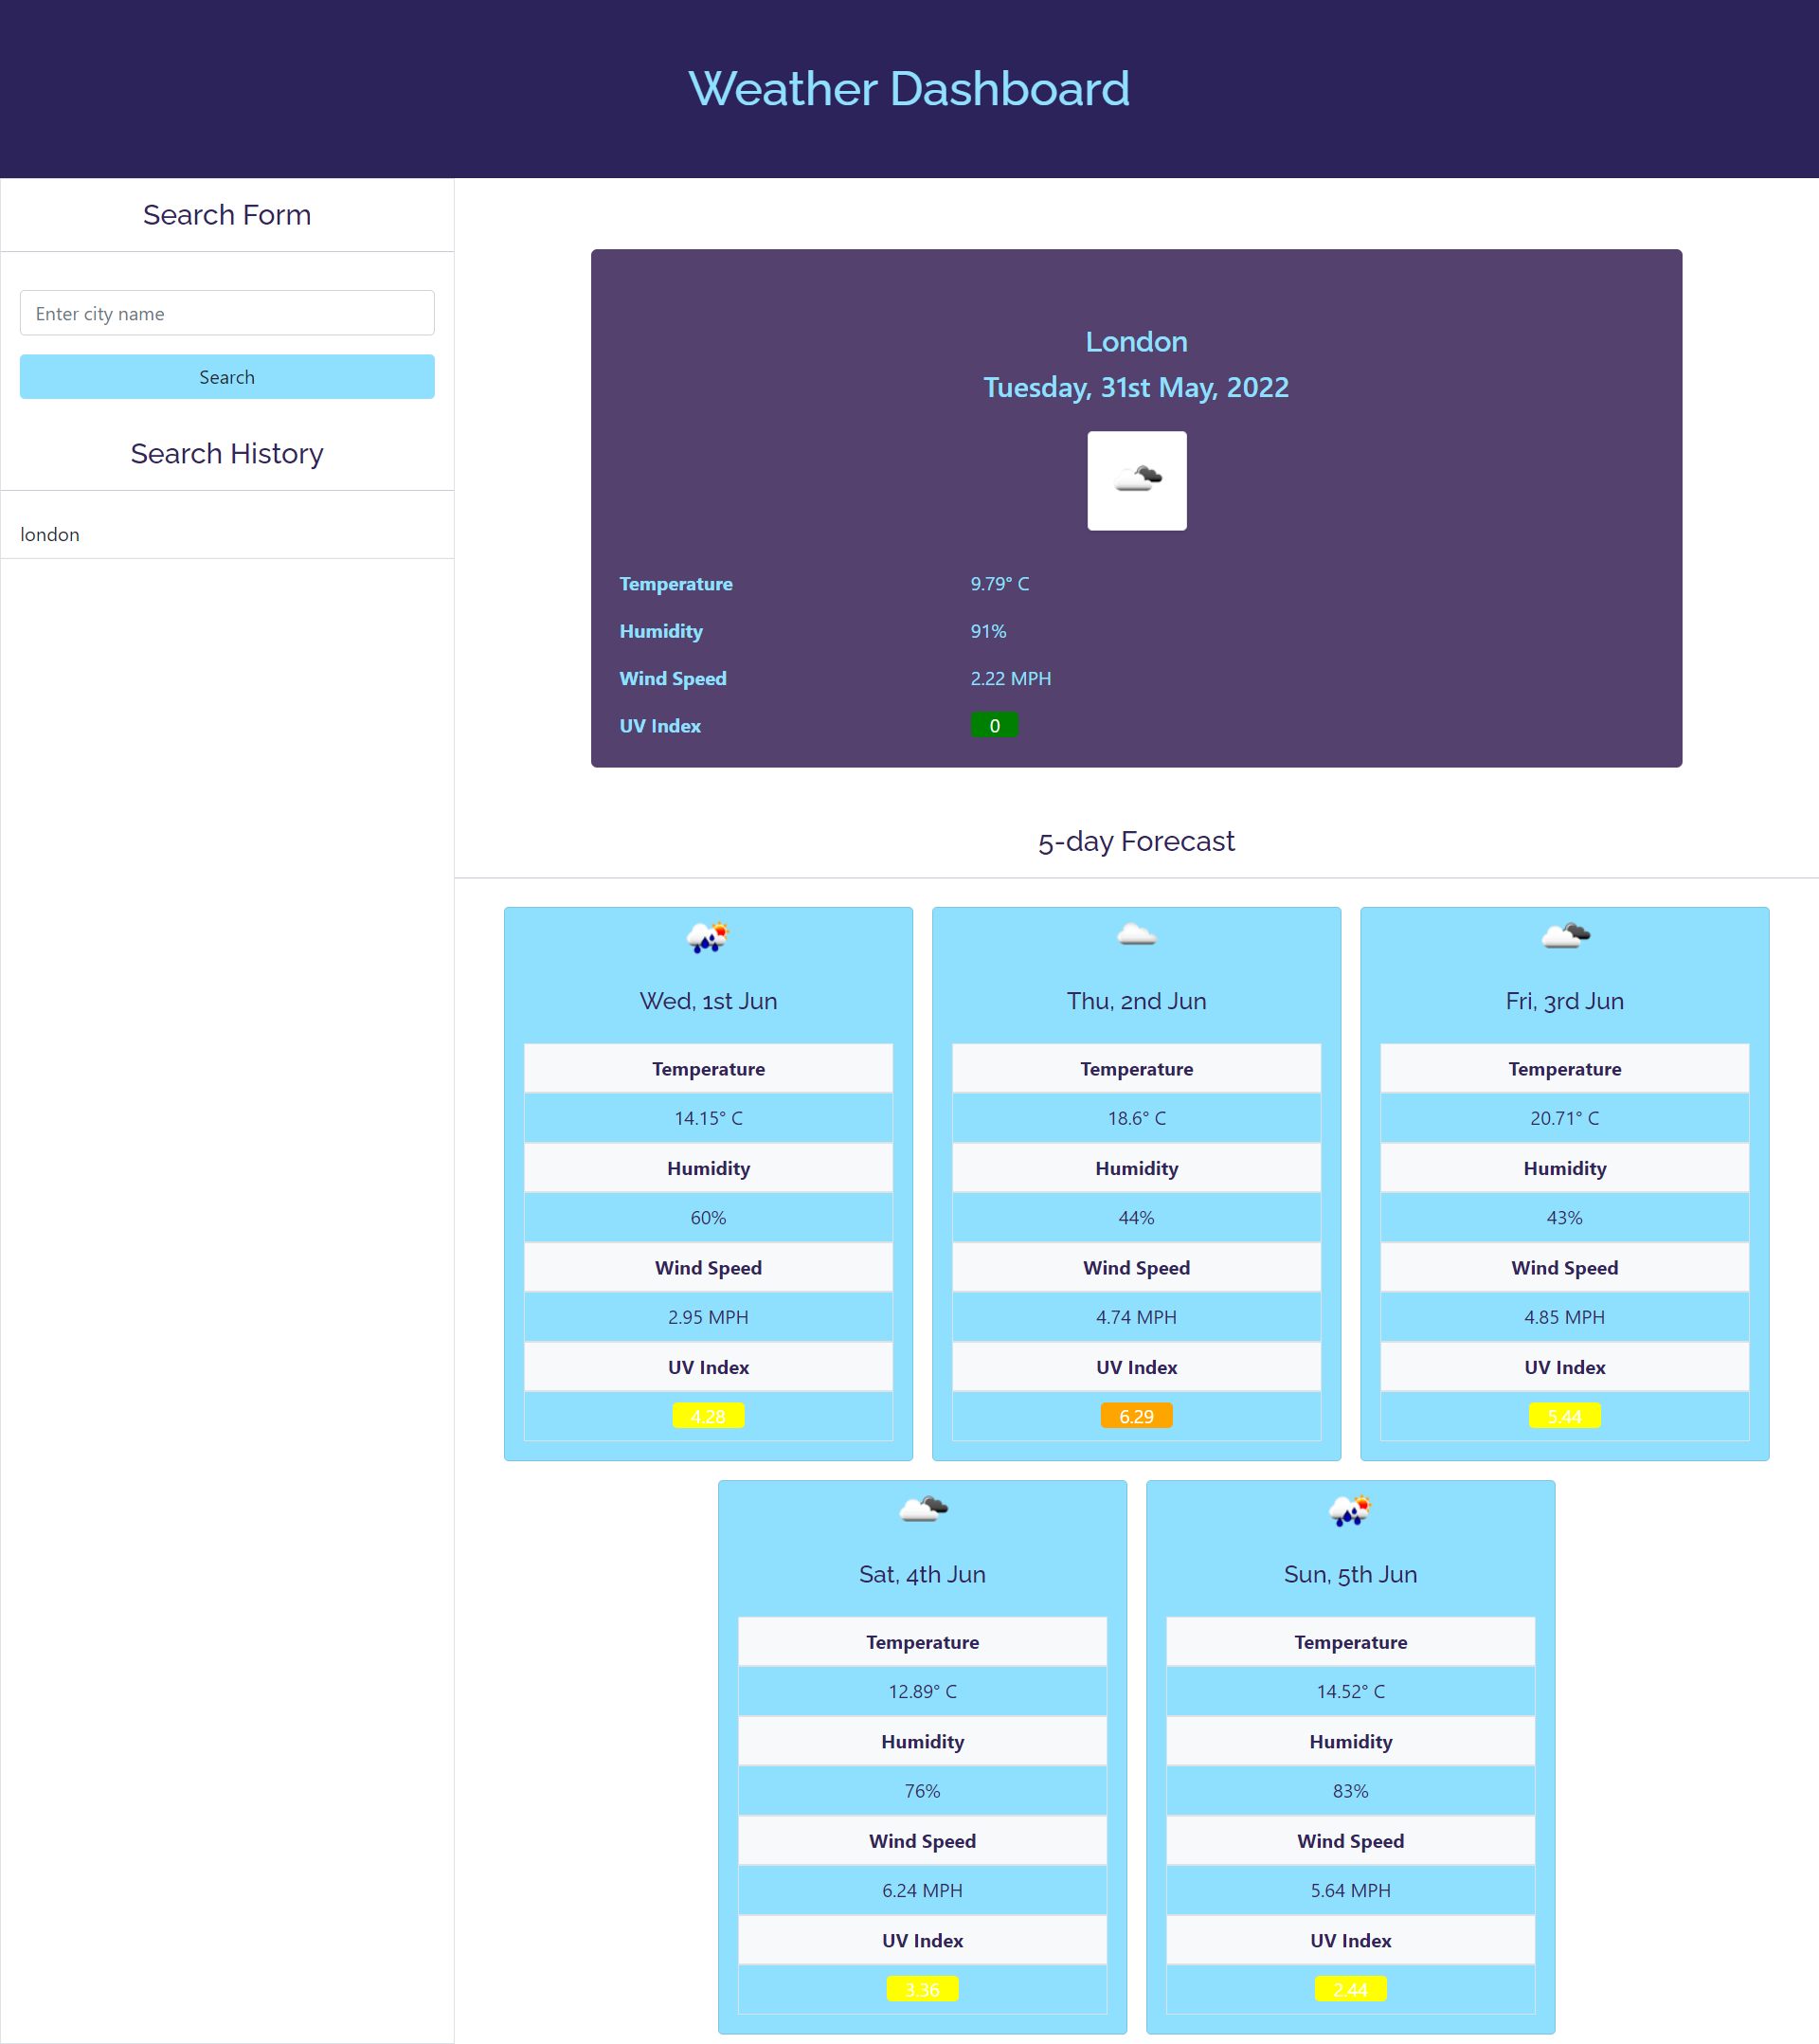 Weather Dashboard
Search Form
Enter city name
Search
Search History
london
London
Tuesday, 31st May, 2022
Temperature 9.79° C
Humidity 91%
Wind Speed 2.22 MPH
UV Index 0
5-day Forecast
Wed, 1st Jun
Temperature
14.15° C
Humidity
60%
Wind Speed
2.95 MPH
UV Index
4.28
Thu, 2nd Jun
Temperature
18.6° C
Humidity
44%
Wind Speed
4.74 MPH
UV Index
6.29
Fri, 3rd Jun
Temperature
20.71° C
Humidity
43%
Wind Speed
4.85 MPH
UV Index
5.44
Sat, 4th Jun
Temperature
12.89° C
Humidity
76%
Wind Speed
6.24 MPH
UV Index
3.36
Sun, 5th Jun
Temperature
14.52° C
Humidity
83%
Wind Speed
5.64 MPH
UV Index
2.44